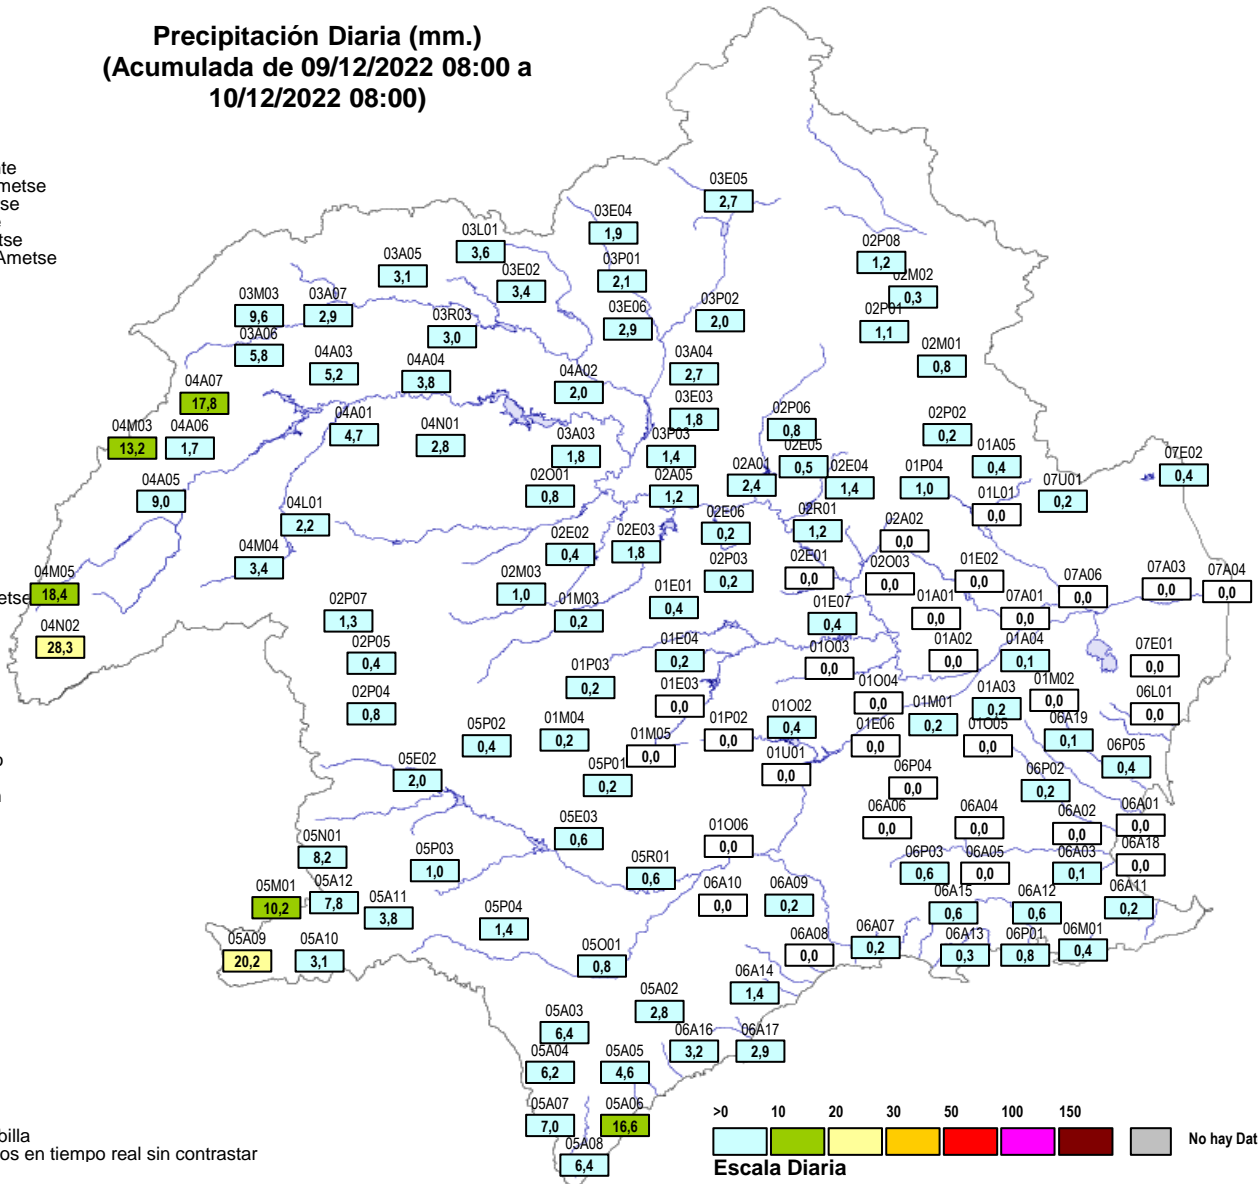 Precipitación Diaria (mm.)
(Acumulada de 09/12/2022 08:00 a
10/12/2022 08:00)
nte
metse
se
e
tse
Ametse
03E05
2,7
03E04
1,9
03L01
3,6
03A05
3,1
03P01
2,1
03E02
3,4
02P08
1,2
02M02
0,3
03M03
9,6
03A07
2,9
03E06
2,9
03P02
2,0
02P01
1,1
03R03
3,0
03A06
5,8
02M01
0,8
04A03
5,2
04A04
3,8
03A04
2,7
04A02
2,0
04A07
17,8
03E03
1,8
04A01
4,7
04M03
13,2
04A06
1,7
04N01
2,8
02P06
0,8
02P02
0,2
03A03
1,8
03P03
1,4
02E05
0,5
01A05
0,4
07E02
0,4
04A05
9,0
02O01
0,8
02A05
1,2
02A01
2,4
02E04
1,4
01P04
1,0
07U01
0,2
01L01
0,0
04L01
2,2
02R01
1,2
02E06
0,2
02A02
0,0
02E02
0,4
02E03
1,8
04M04
3,4
02P03
0,2
02E01
0,0
02O03
0,0
01E02
0,0
07A06
0,0
07A03
0,0
07A04
0,0
04M05
18,4
etse
02M03
1,0
01E01
0,4
01M03
0,2
02P07
1,3
01E07
0,4
01A01
0,0
07A01
0,0
04N02
28,3
02P05
0,4
01E04
0,2
01O03
0,0
01A02
0,0
01A04
0,1
07E01
0,0
01P03
0,2
01E03
0,0
01O04
0,0
01A03
0,2
01M02
0,0
06L01
0,0
02P04
0,8
01M01
0,2
05P02
0,4
01M04
0,2
01P02
0,0
01O02
0,4
01E06
0,0
01O05
0,0
06A19
0,1
01M05
0,0
06P05
0,4
o
05E02
2,0
05P01
0,2
01U01
0,0
06P04
0,0
06P02
0,2
05E03
0,6
06A06
0,0
06A04
0,0
06A02
0,0
06A01
0,0
05N01
8,2
01O06
0,0
05P03
1,0
05R01
0,6
06P03
0,6
06A05
0,0
06A03
0,1
06A18
0,0
05M01
10,2
05A12
7,8
05A11
3,8
06A10
0,0
06A09
0,2
06A15
0,6
06A12
0,6
06A11
0,2
05P04
1,4
05A09
20,2
05A10
3,1
05O01
0,8
06A08
0,0
06A07
0,2
06A13
0,3
06P01
0,8
06M01
0,4
06A14
1,4
05A02
2,8
05A03
6,4
06A16
3,2
06A17
2,9
05A04
6,2
05A05
4,6
05A07
7,0
05A06
16,6
05A08
6,4
billa
os en tiempo real sin contrastar
>0 10 20 30 50 100 150
No hay Dat
Escala Diaria